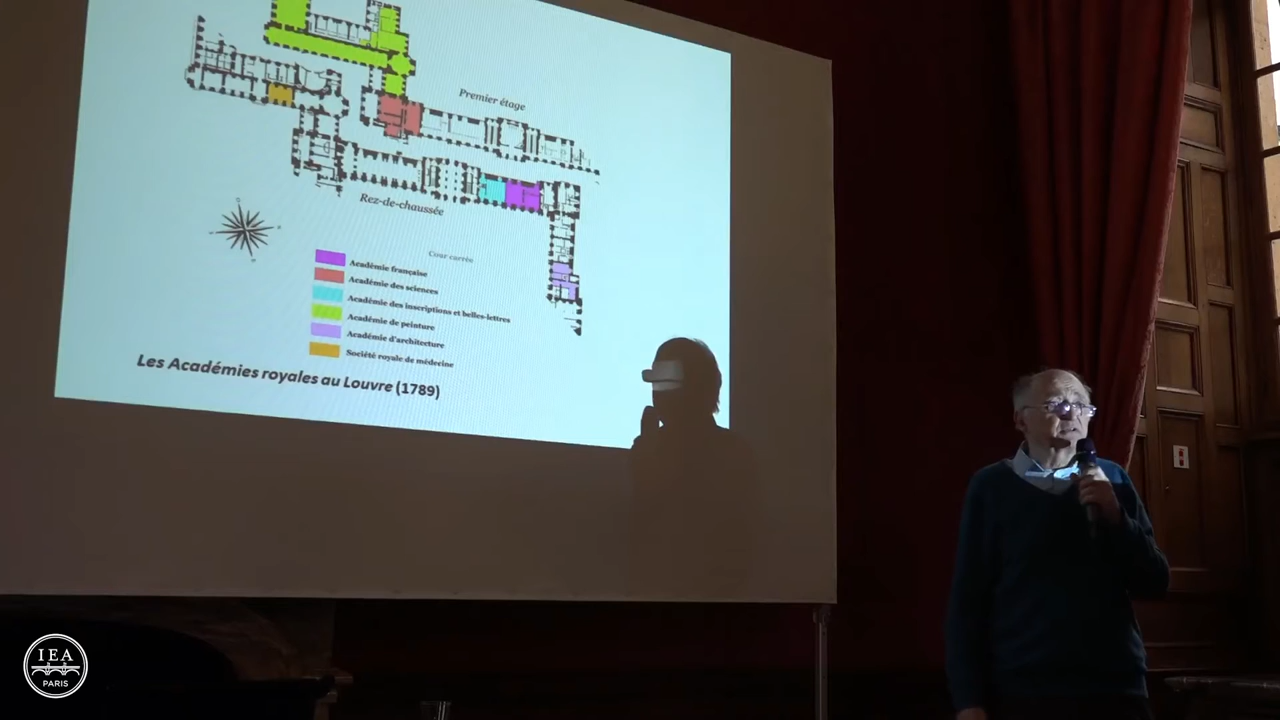 Premier étage
Rez-de-chaussée
Cour carrée
Académie française
Académie des sciences
Académie des inscriptions et belles-lettres
Académie de peinture
Académie d'architecture
Société royale de médecine
Les Académies royales au Louvre (1789)
IEA
PARIS